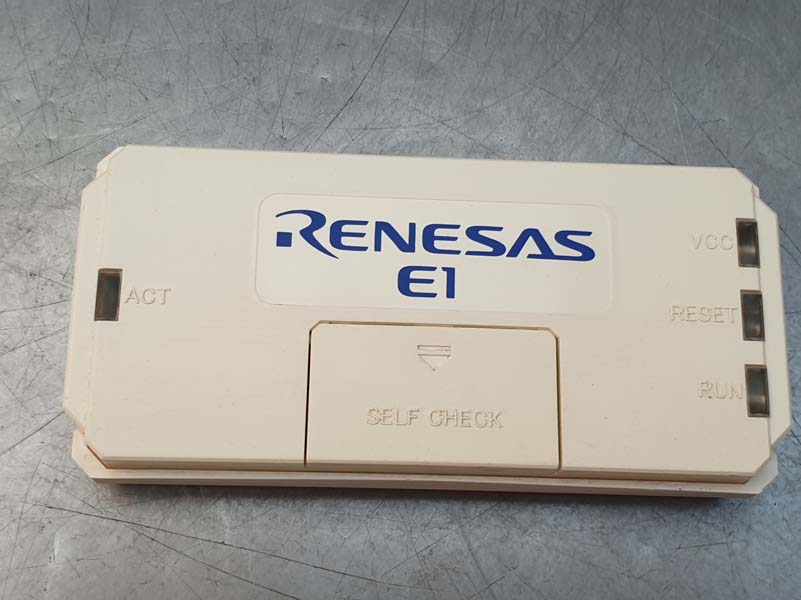 RENESAS
E1
VCC
ACT
RESET
RUN
SELF CHECK